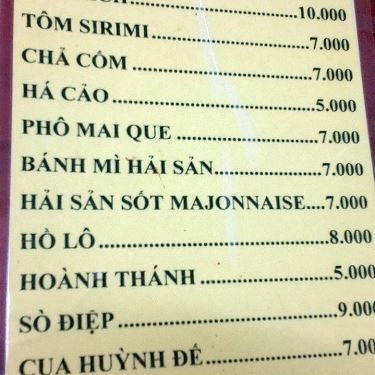 10.000
TÔM SIRIMI 7.000
CHẢ CỐM 7.000
HÁ CẢO 5.000
PHÔ MAI QUE 7.000
BÁNH MÌ HẢI SẢN 7.000
HẢI SẢN SỐT MAJONNAISE 7.000
HỒ LÔ 8.000
HOÀNH THÁNH 5.000
SÒ ĐIỆP 9.000
CUA HUỲNH ĐẾ